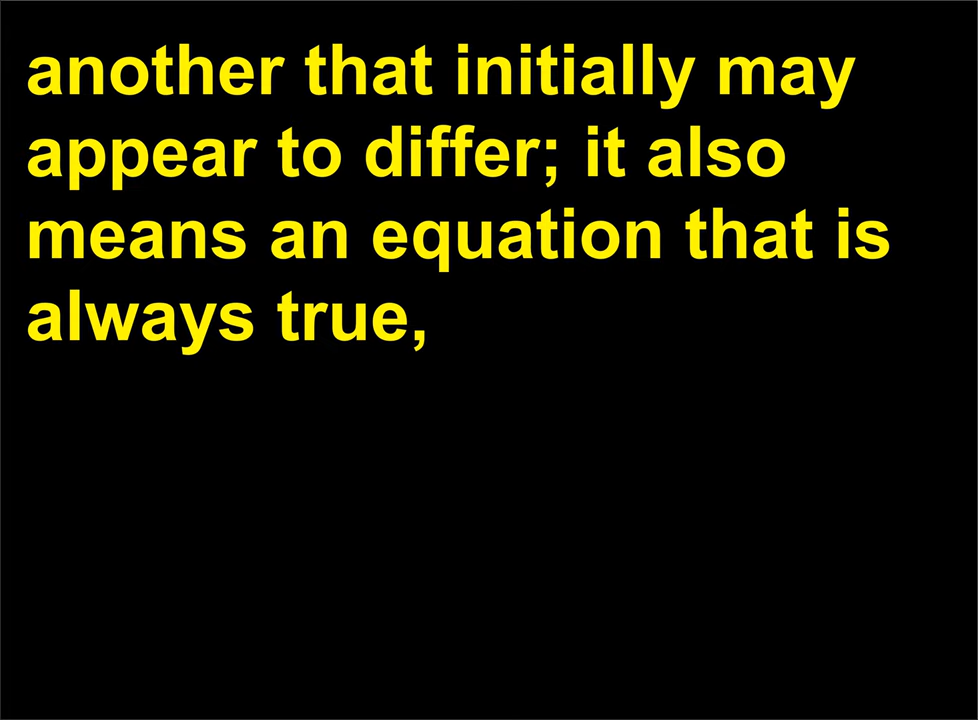 another that initially may
appear to differ; it also
means an equation that is
always true,